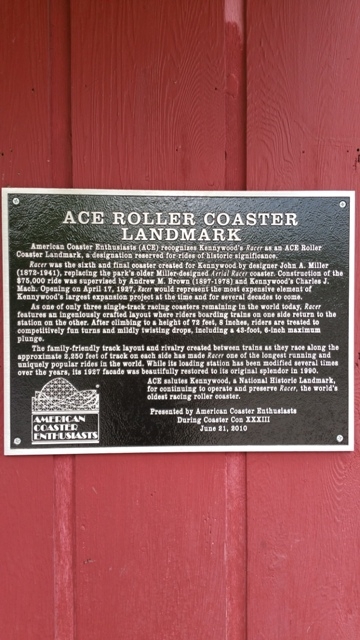 ACE ROLLER COASTER
LANDMARK
American Coaster Enthusiasts (ACE) recognizes Kennywood's Racer as an ACE Roller
Coaster Landmark, a designation reserved for rides of historic significance.
Racer was the sixth and final coaster created for Kennywood by designer John A. Miller
(1872-1941), replacing the park's older Miller-designed Aerial Racer coaster. Construction of the
$75,000 ride was supervised by Andrew M. Brown (1897-1978) and Kennywood's Charles J.
Mach. Opening on April 17, 1927, Racer would represent the most expensive element of
Kennywood's largest expansion project at the time and for several decades to come.
As one of only three single-track racing coasters remaining in the world today, Racer
features an ingeniously crafted layout where riders boarding trains on one side return to the
station on the other. After climbing to a height of 72 feet, 8 inches, riders are treated to
competitively fun turns and mildly twisting drops, including a 43-foot, 6-inch maximum
plunge.
The family-friendly track layout and rivalry created between trains as they race along the
approximate 2,250 feet of track on each side has made Racer one of the longest running and
uniquely popular rides in the world. While its loading station has been modified several times
over the years, its 1927 facade was beautifully restored to its original splendor in 1990.
ACE salutes Kennywood, a National Historic Landmark,
for continuing to operate and preserve Racer, the world's
oldest racing roller coaster.
Presented by American Coaster Enthusiasts
During Coaster Con XXXIII
June 21, 2010
AMERICAN
COASTER
ENTHUSIASTS